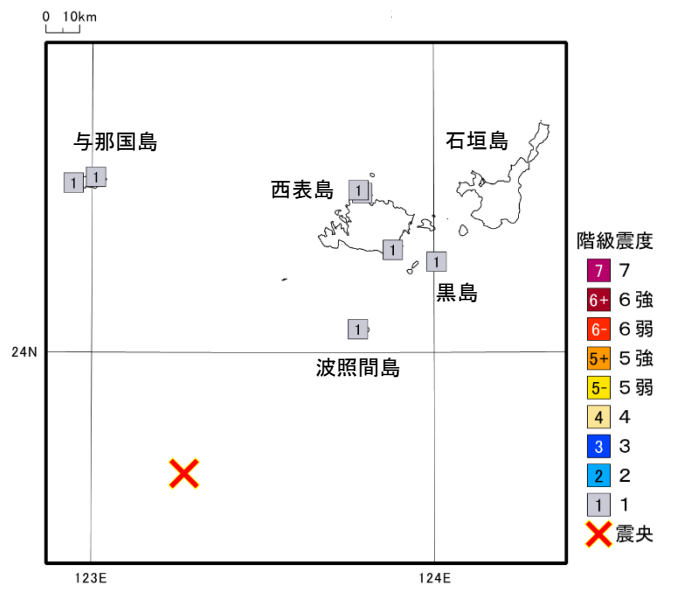 0 10km
与那国島
石垣島
1
1
西表島
1
1
1
黒島
1
24N
波照間島
階級震度
7 7
6+ 6強
6- 6弱
5+ 5強
5- 5弱
4 4
3 3
2 2
1 1
震央
123E
124E